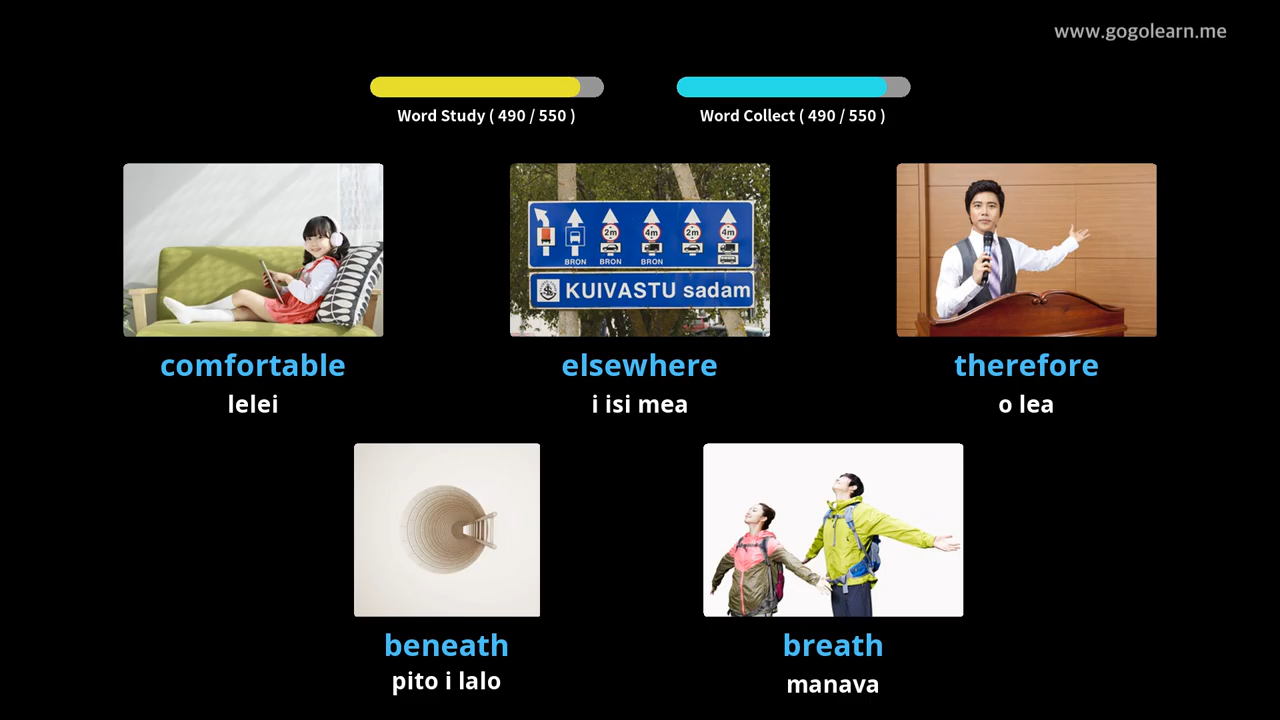 www.gogolearn.me
Word Study ( 490 / 550 )
Word Collect ( 490 / 550 )
2m 4m 2m 4m
BRON BRON BRON
KUIVASTU sadam
comfortable
lelei
elsewhere
i isi mea
therefore
o lea
beneath
pito i lalo
breath
manava